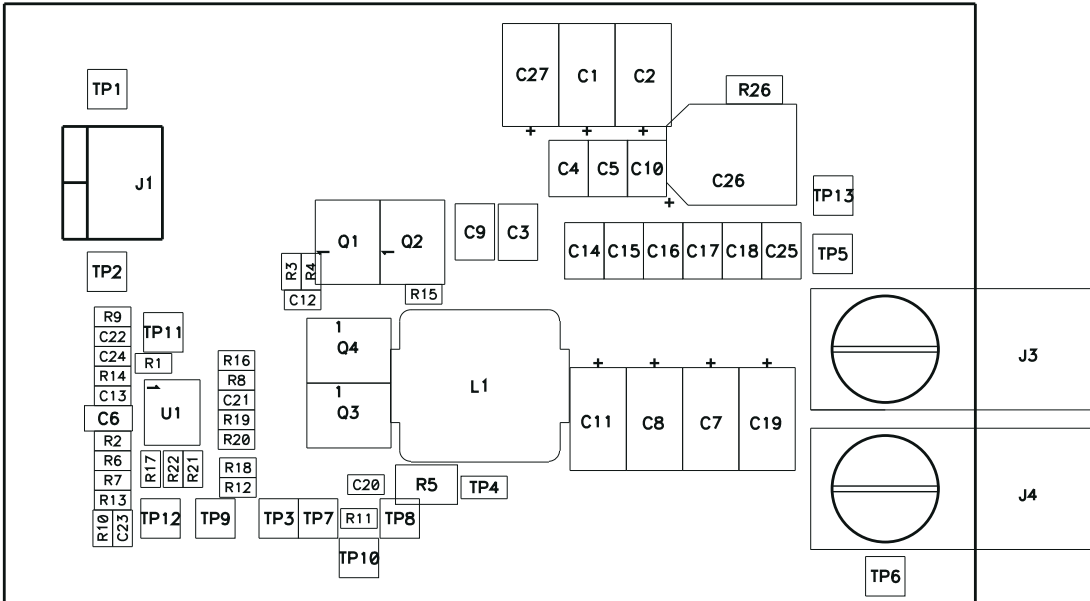 C27 C1 C2
TP1
R26
+ + +
J1
C4 C5 C10
C26
TP13
+
Q1 Q2
C9 C3
C14 C15 C16 C17 C18 C25
TP5
TP2
R3 R4
C12
R15
R9
C22
TP11
C24
R1
R14
C13
C6
U1
R2
R6
R7
R13
R10 C23
R16
R8
C21
R19
R20
R17 R22 R21
R18
R12
1
Q4
1
Q3
L1
+ + + +
C11 C8 C7 C19
J3
J4
C20
R5
TP4
TP12 TP9 TP3 TP7
R11
TP8
TP10
TP6